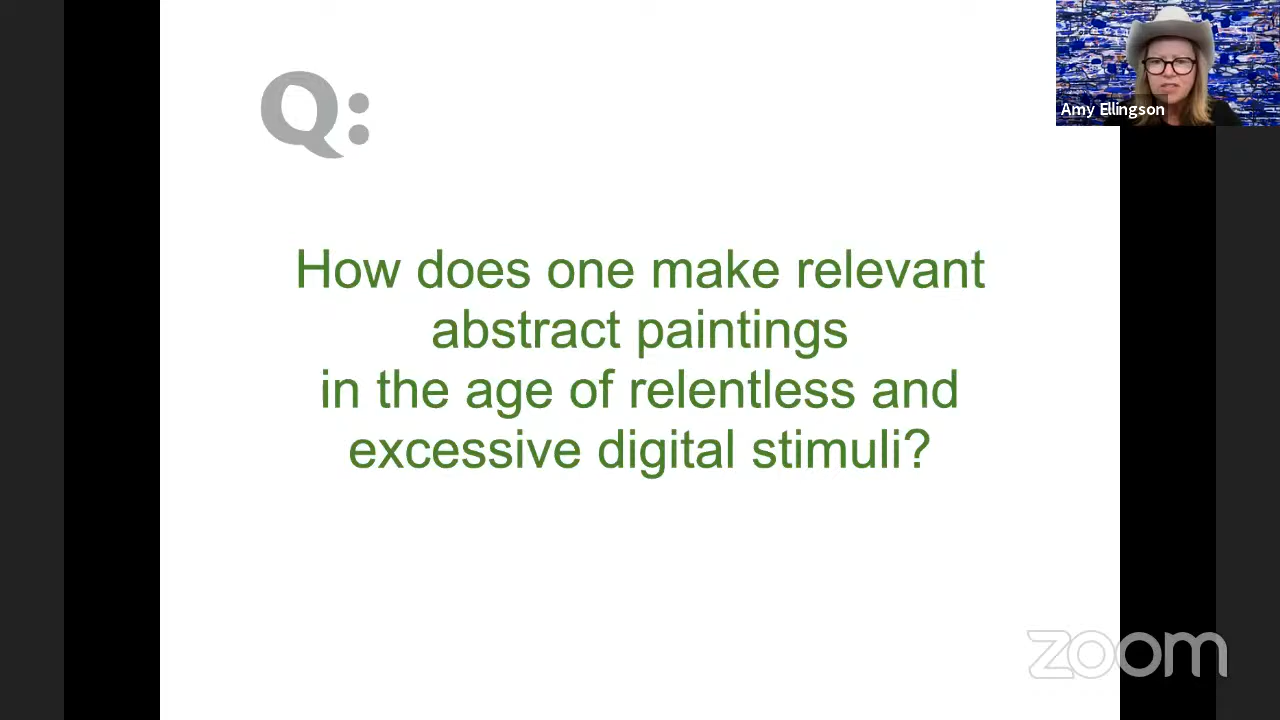 Q:
Amy Ellingson
How does one make relevant
abstract paintings
in the age of relentless and
excessive digital stimuli?
zoom